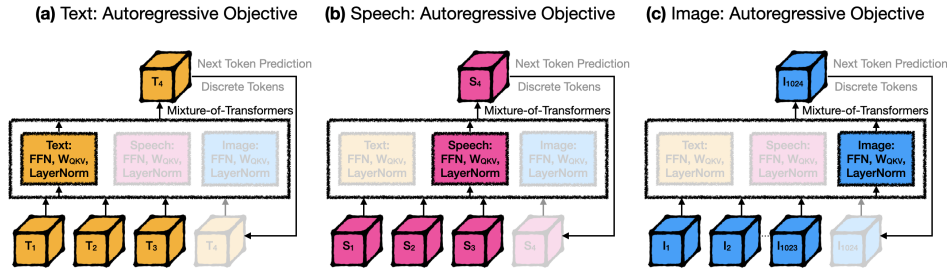 (a) Text: Autoregressive Objective
T4
Next Token Prediction
Discrete Tokens
Mixture-of-Transformers
Text:
FFN, WQKV,
LayerNorm
Speech:
FFN, WQKV,
LayerNorm
Image:
FFN, WQKV,
LayerNorm
T1
T2
T3
T4
(b) Speech: Autoregressive Objective
S4
Next Token Prediction
Discrete Tokens
Mixture-of-Transformers
Text:
FFN, WQKV,
LayerNorm
Speech:
FFN, WQKV,
LayerNorm
Image:
FFN, WQKV,
LayerNorm
S1
S2
S3
S4
(c) Image: Autoregressive Objective
I1024
Next Token Prediction
Discrete Tokens
Mixture-of-Transformers
Text:
FFN, WQKV,
LayerNorm
Speech:
FFN, WQKV,
LayerNorm
Image:
FFN, WQKV,
LayerNorm
I1
I2
I1023
I1024